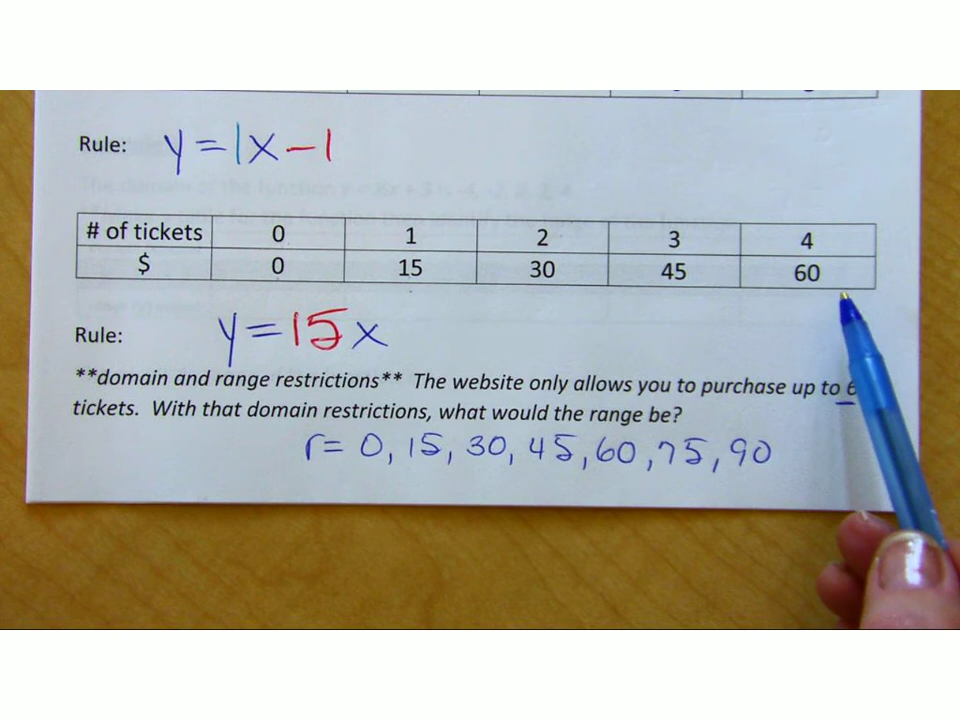 Rule: y = 1x - 1
# of tickets 0 1 2 3 4
$ 0 15 30 45 60
Rule: y = 15x
**domain and range restrictions** The website only allows you to purchase up to 6
tickets. With that domain restrictions, what would the range be?
r = 0, 15, 30, 45, 60, 75, 90